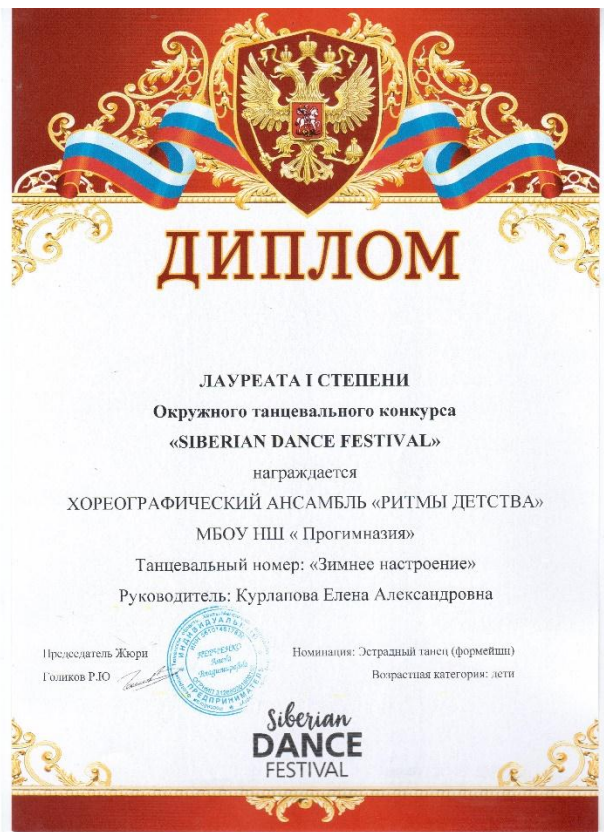 ДИПЛОМ
ЛАУРЕАТА I СТЕПЕНИ
Окружного танцевального конкурса
«SIBERIAN DANCE FESTIVAL»
награждается
ХОРЕОГРАФИЧЕСКИЙ АНСАМБЛЬ «РИТМЫ ДЕТСТВА»
МБОУ НШ « Прогимназия»
Танцевальный номер: «Зимнее настроение»
Руководитель: Курлапова Елена Александровна
Председатель Жюри
Голиков Р.Ю
Номинация: Эстрадный танец (формейшн)
Возрастная категория: дети
Siberian
DANCE
FESTIVAL